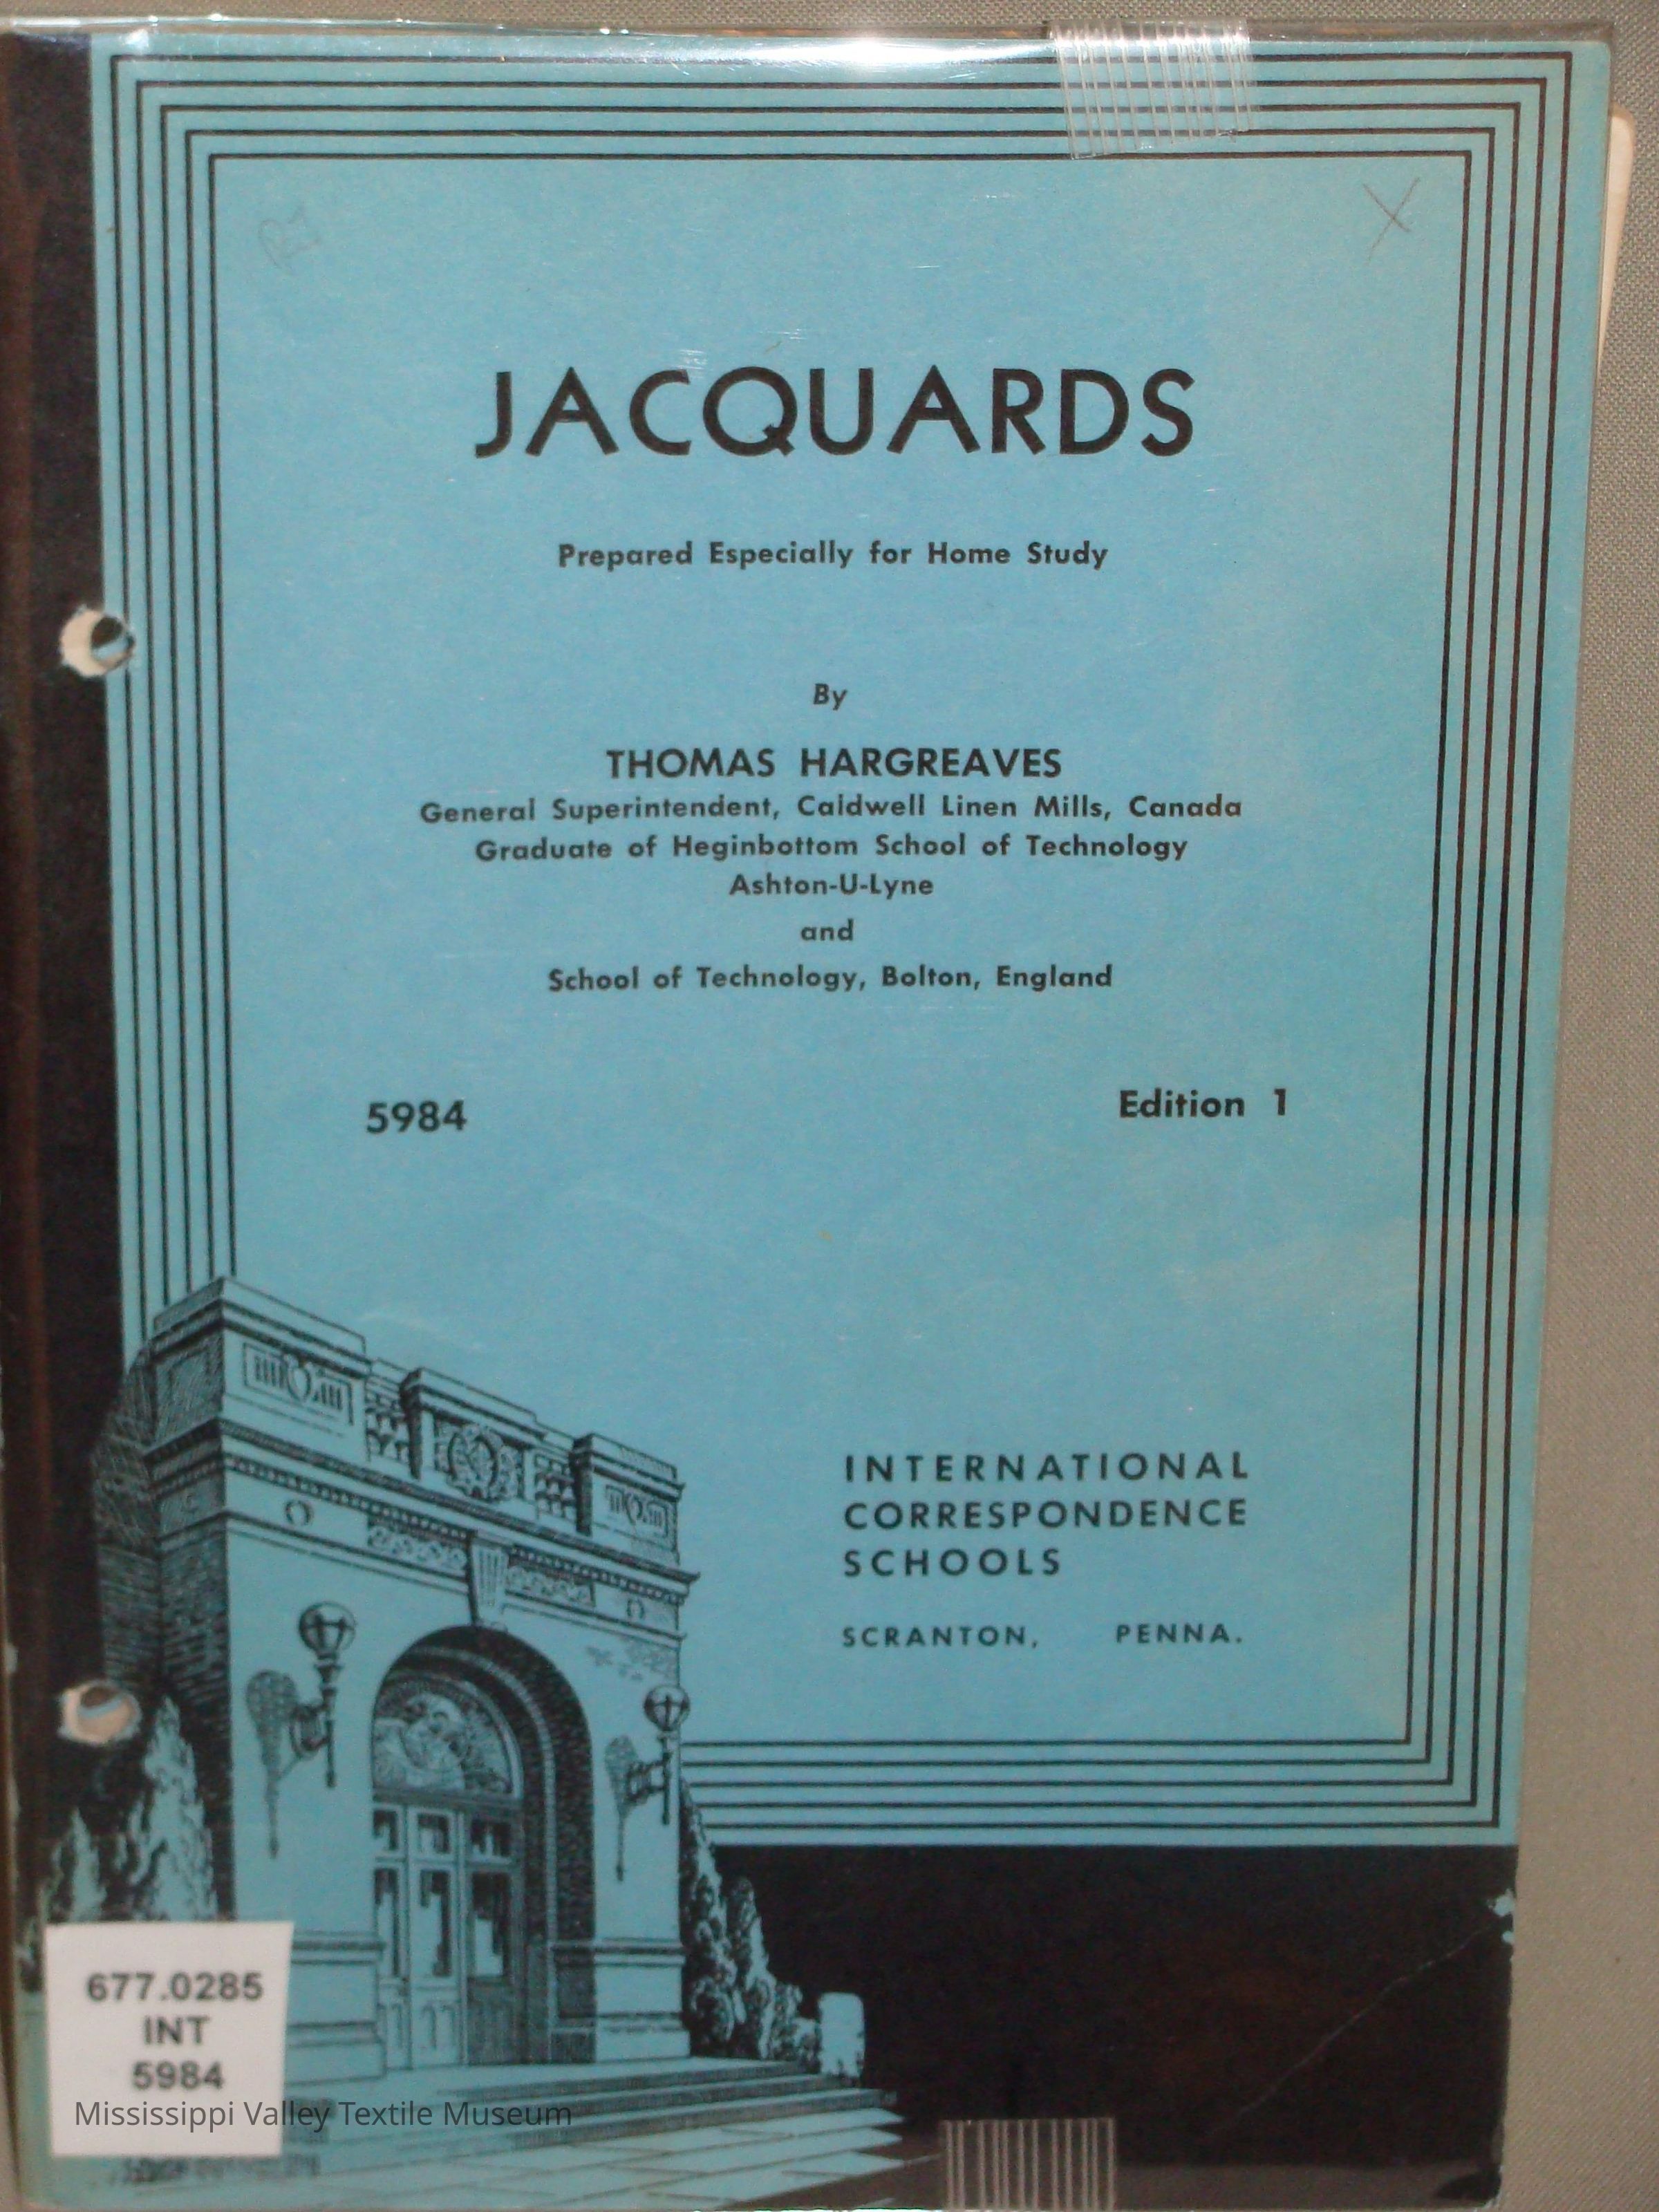 JACQUARDS
Prepared Especially for Home Study
By
THOMAS HARGREAVES
General Superintendent, Caldwell Linen Mills, Canada
Graduate of Heginbottom School of Technology
Ashton-U-Lyne
and
School of Technology, Bolton, England
5984
Edition 1
INTERNATIONAL
CORRESPONDENCE
SCHOOLS
SCRANTON, PENNA.
677.0285
INT
5984
Mississippi Valley Textile Museum